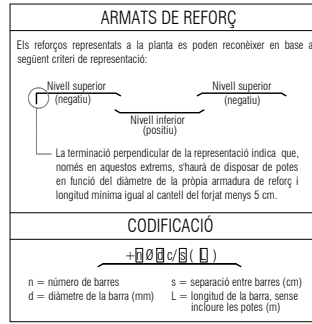 ARMATS DE REFORÇ
Els reforços representats a la planta es poden reconèixer en base a
següent criteri de representació:
Nivell superior
(negatiu)
Nivell superior
(negatiu)
Nivell inferior
(positiu)
La terminació perpendicular de la representació indica que,
només en aquestos extrems, s'haurà de disposar de potes
en funció del diàmetre de la pròpia armadura de reforç i
longitud mínima igual al cantell del forjat menys 5 cm.
CODIFICACIÓ
+nØdc/s(L)
n = número de barres
d = diàmetre de la barra (mm)
s = separació entre barres (cm)
L = longitud de la barra, sense
incloure les potes (m)